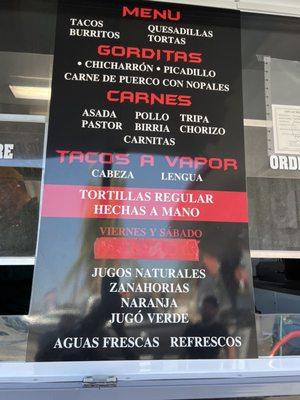 MENU
TACOS QUESADILLAS
BURRITOS TORTAS
GORDITAS
• CHICHARRÓN • PICADILLO
CARNE DE PUERCO CON NOPALES
CARNES
ASADA POLLO TRIPA
PASTOR BIRRIA CHORIZO
CARNITAS
TACOS A VAPOR
CABEZA LENGUA
TORTILLAS REGULAR
HECHAS A MANO
VIERNES Y SÁBADO
JUGOS NATURALES
ZANAHORIAS
NARANJA
JUGÓ VERDE
AGUAS FRESCAS REFRESCOS
RE
ORD